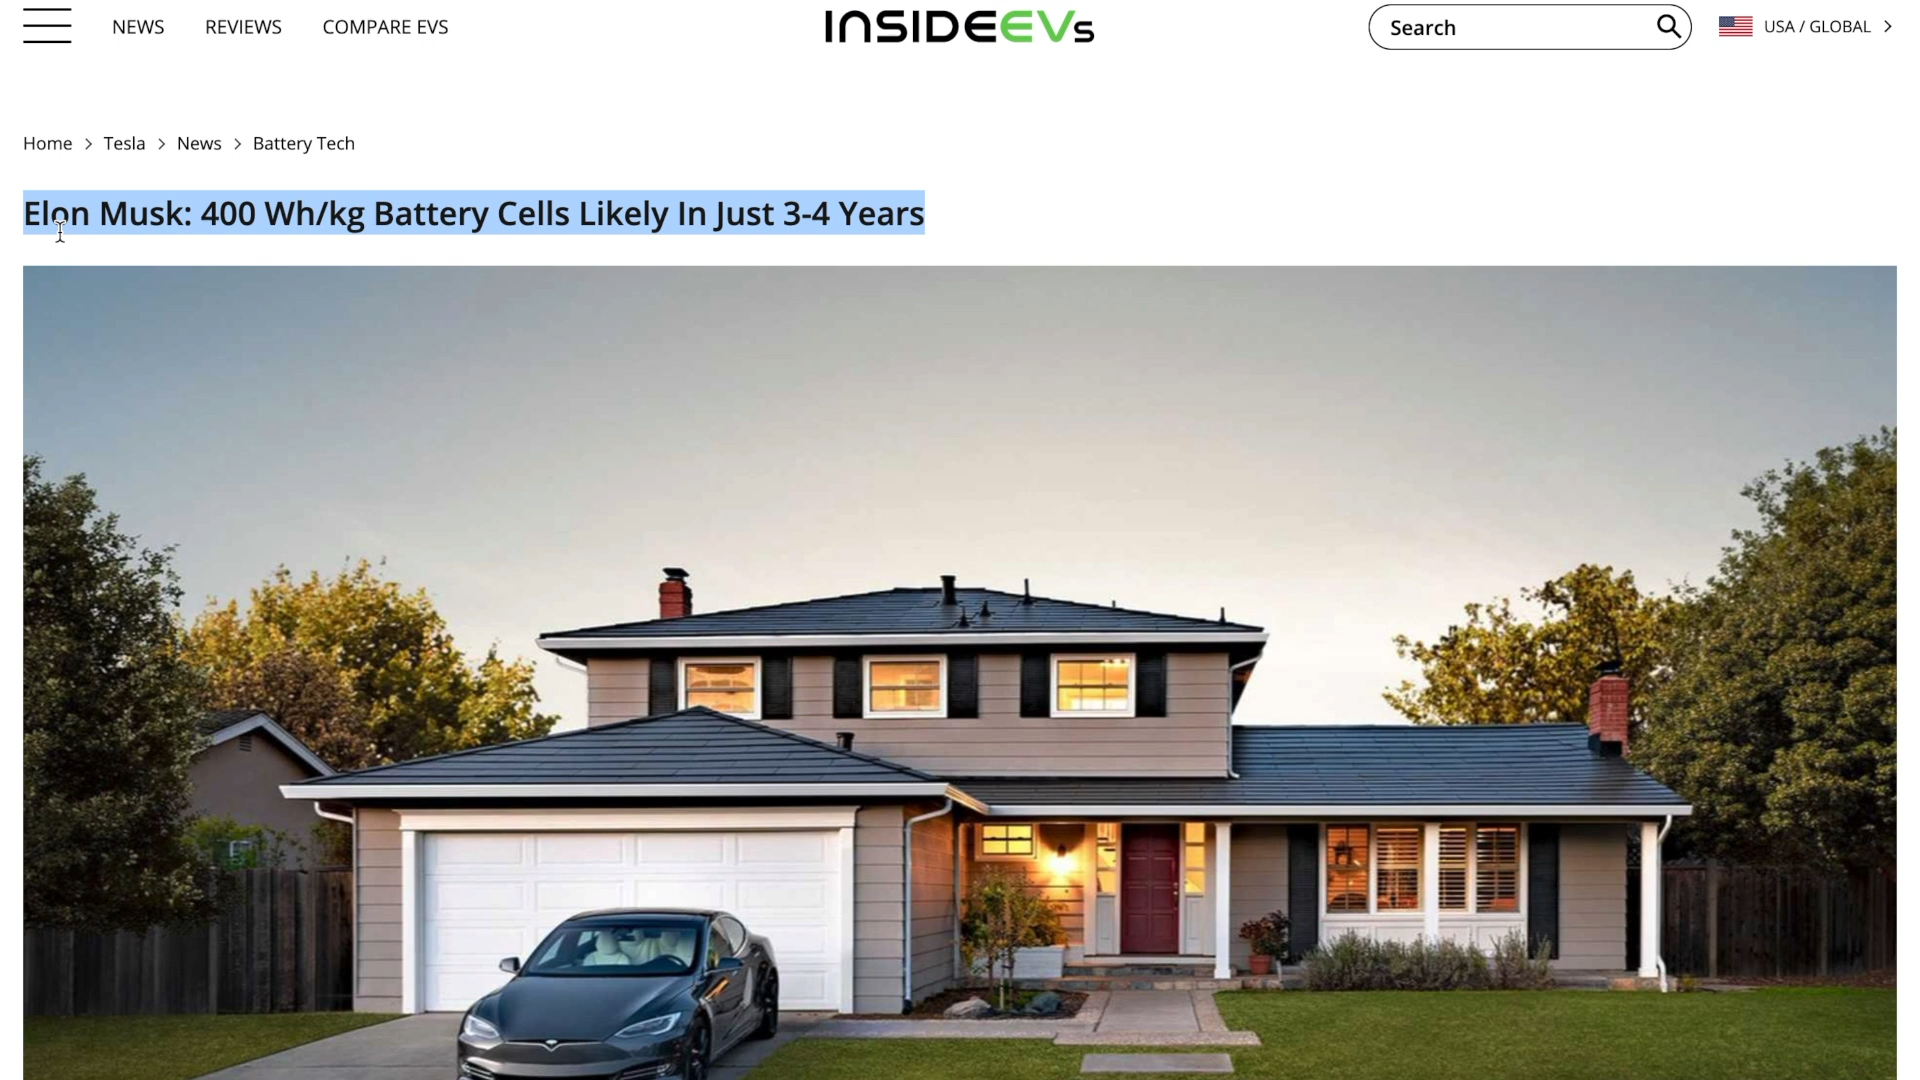 NEWS
REVIEWS
COMPARE EVS
INSIDEEVs
Search
USA / GLOBAL
Home > Tesla > News > Battery Tech
Elon Musk: 400 Wh/kg Battery Cells Likely In Just 3-4 Years